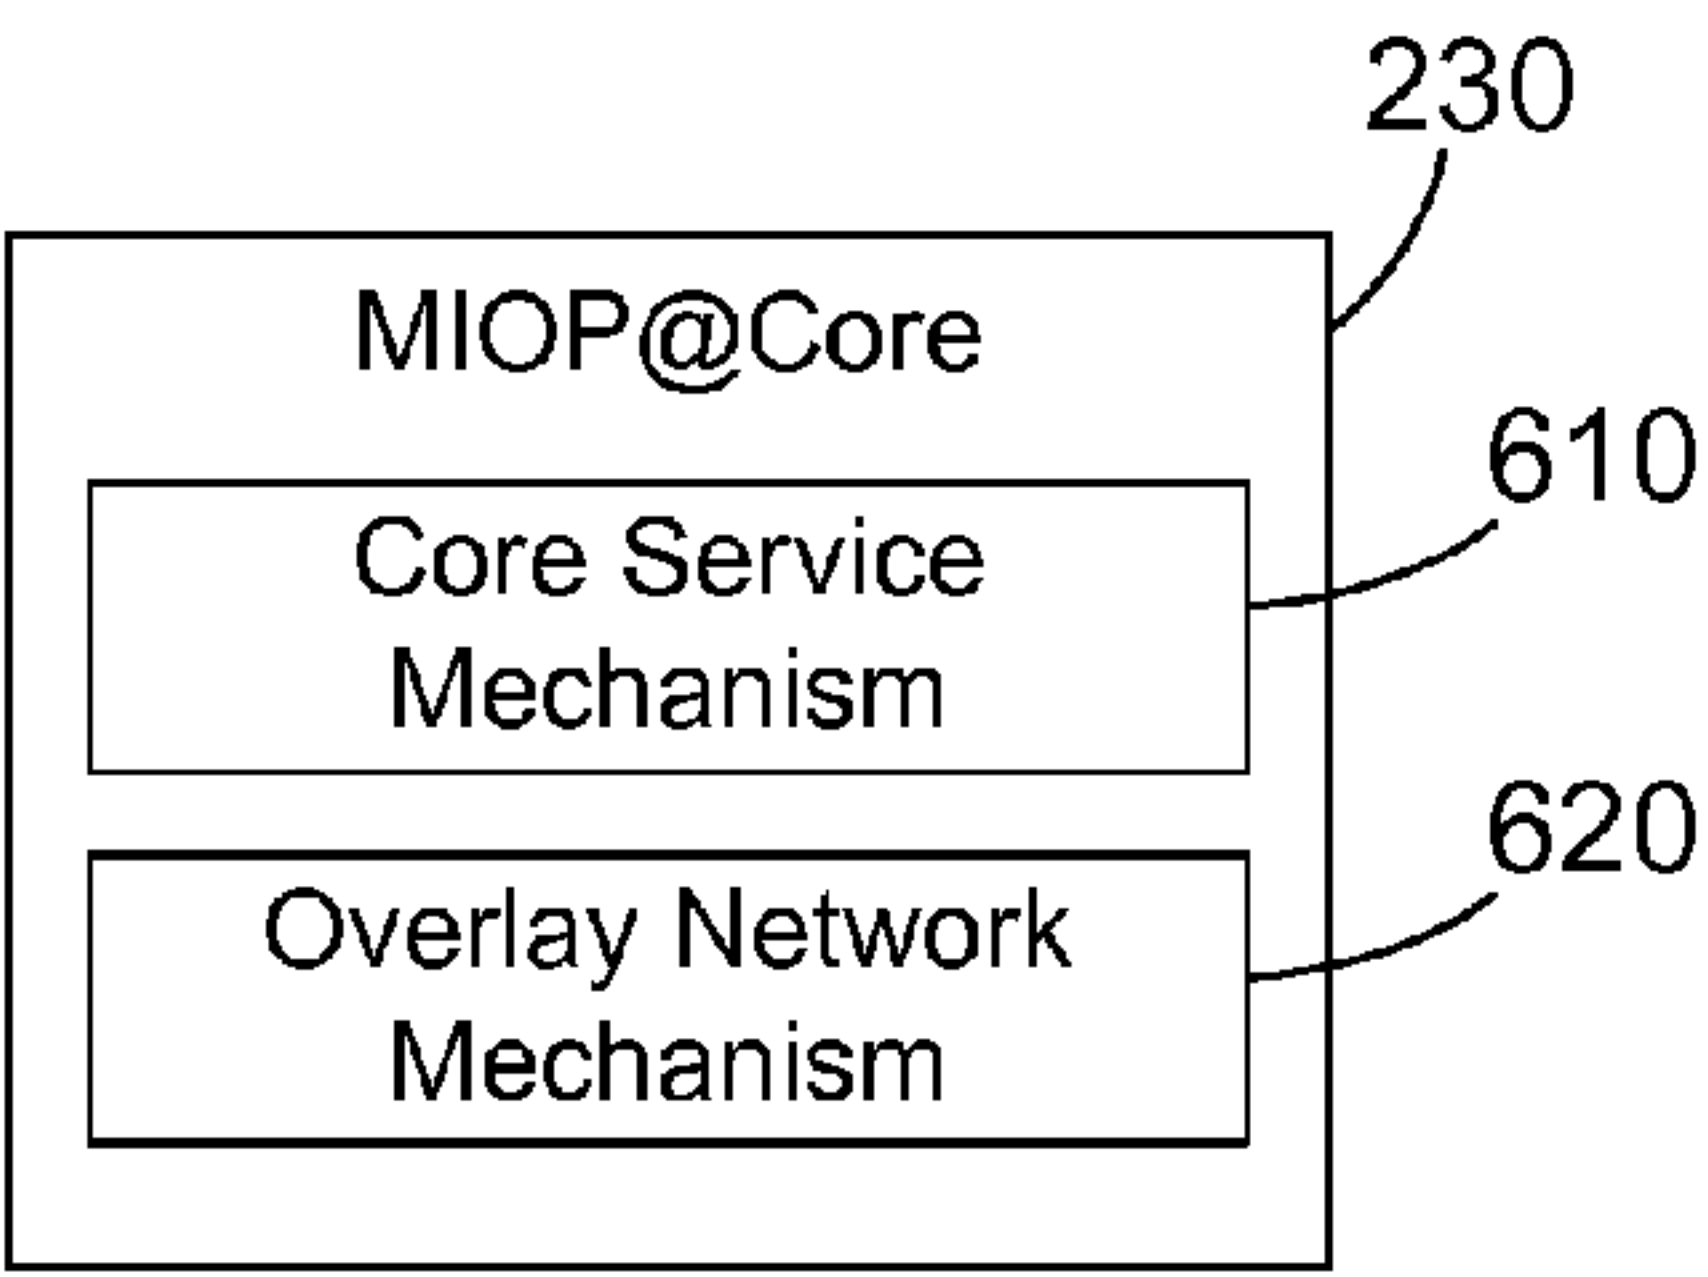 230
MIOP@Core
610
Core Service
Mechanism
620
Overlay Network
Mechanism